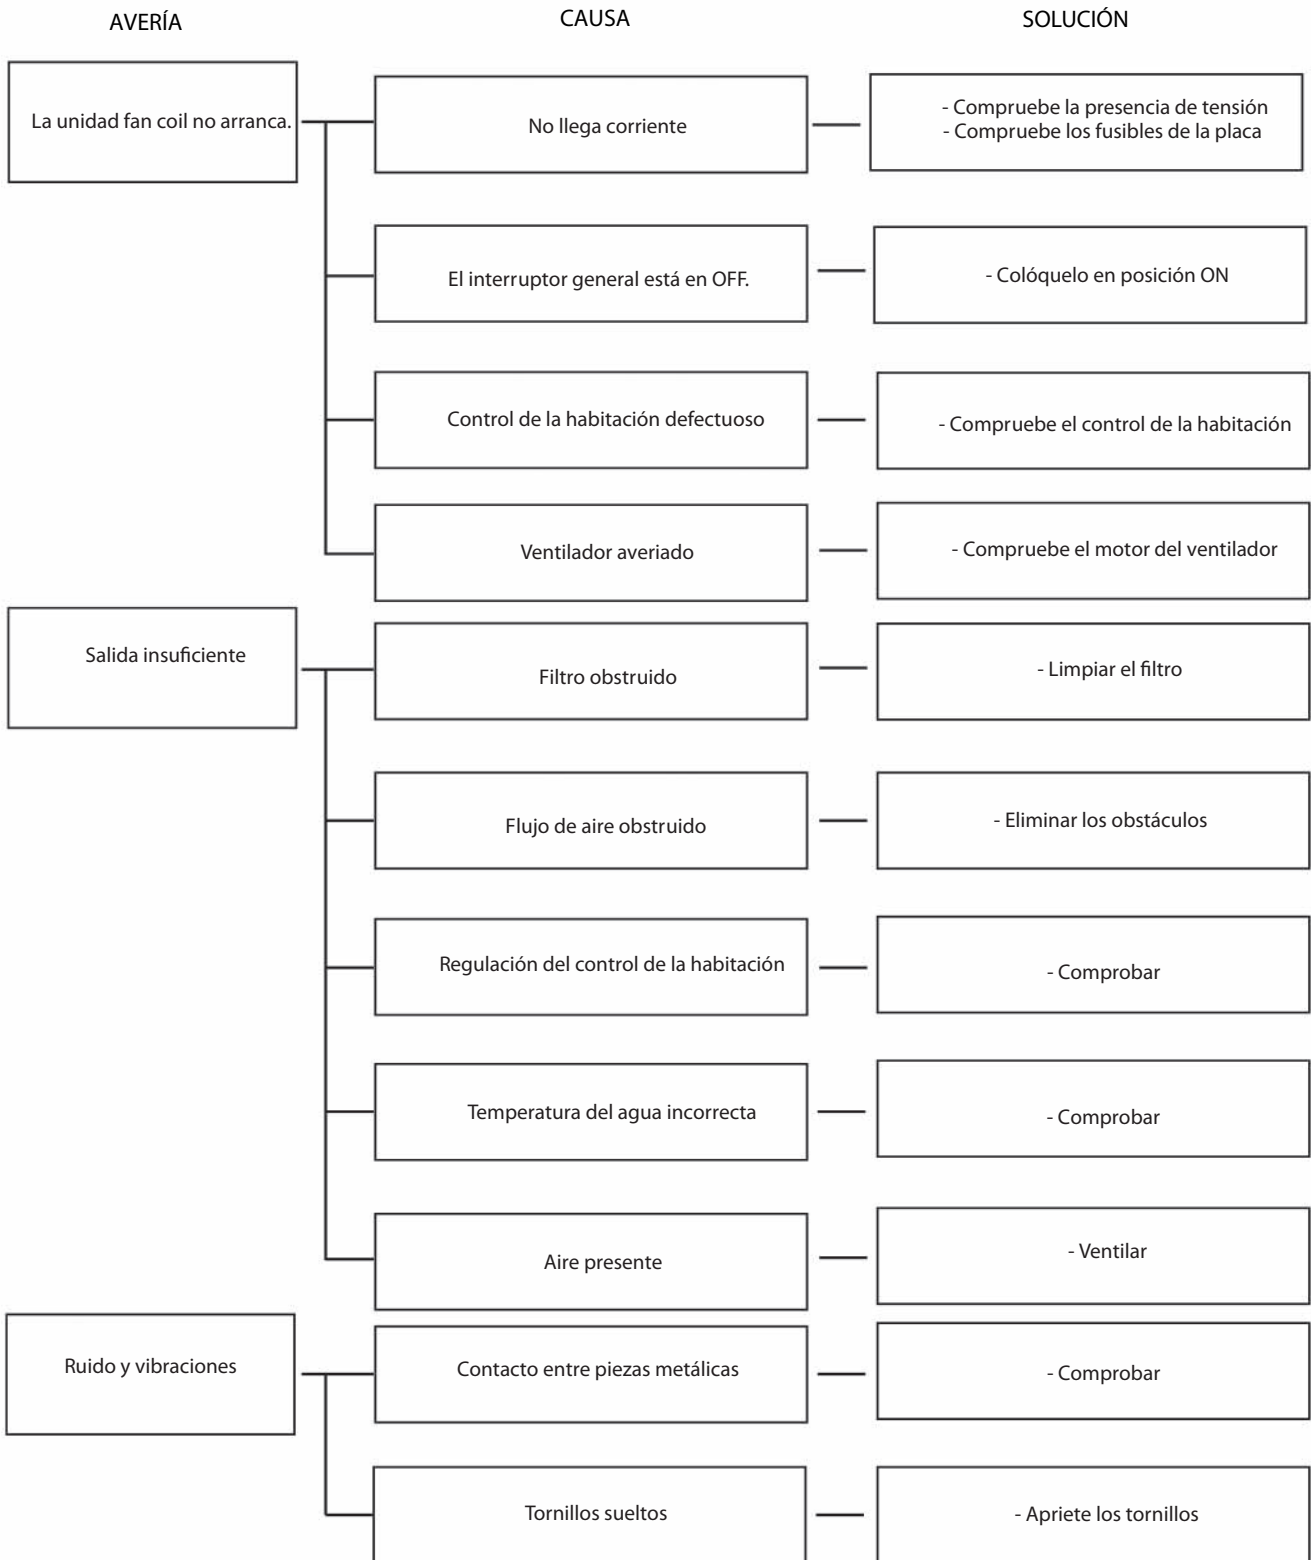 AVERÍA
CAUSA
SOLUCIÓN
La unidad fan coil no arranca.
No llega corriente
- Compruebe la presencia de tensión
- Compruebe los fusibles de la placa
El interruptor general está en OFF.
- Colóquelo en posición ON
Control de la habitación defectuoso
- Compruebe el control de la habitación
Ventilador averiado
- Compruebe el motor del ventilador
Salida insuficiente
Filtro obstruido
- Limpiar el filtro
Flujo de aire obstruido
- Eliminar los obstáculos
Regulación del control de la habitación
- Comprobar
Temperatura del agua incorrecta
- Comprobar
Aire presente
- Ventilar
Ruido y vibraciones
Contacto entre piezas metálicas
- Comprobar
Tornillos sueltos
- Apriete los tornillos